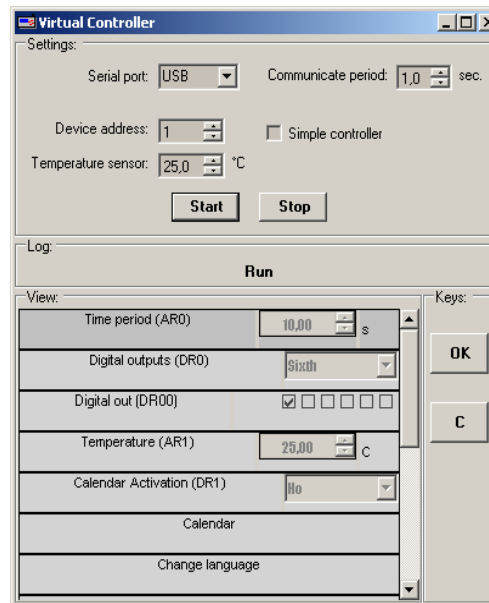 Virtual Controller
Settings:
Serial port: USB Communicate period: 1,0 sec.
Device address: 1 Simple controller
Temperature sensor: 25,0 °C
Start Stop
Log:
Run
View: Keys:
Time period (AR0) 10,00 s
Digital outputs (DR0) Sixth OK
Digital out (DR00)
C
Temperature (AR1) 25,00 C
Calendar Activation (DR1) Ho
Calendar
Change language